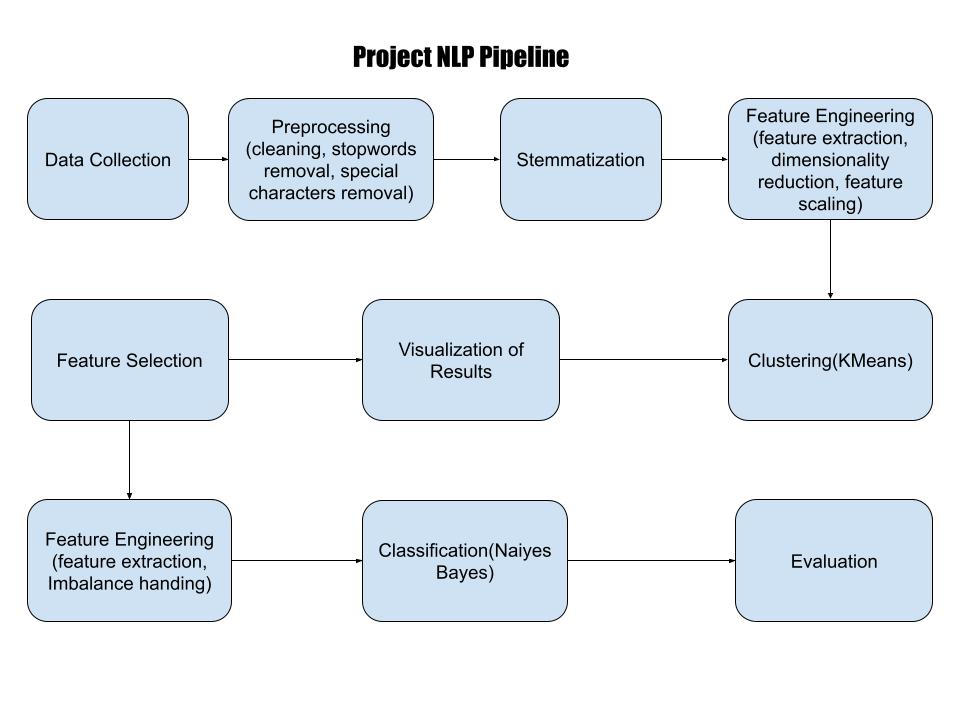 Project NLP Pipeline
Data Collection
Preprocessing
(cleaning, stopwords
removal, special
characters removal)
Stemmatization
Feature Engineering
(feature extraction,
dimensionality
reduction, feature
scaling)
Feature Selection
Visualization of
Results
Clustering(KMeans)
Feature Engineering
(feature extraction,
Imbalance handing)
Classification(Naiyes
Bayes)
Evaluation